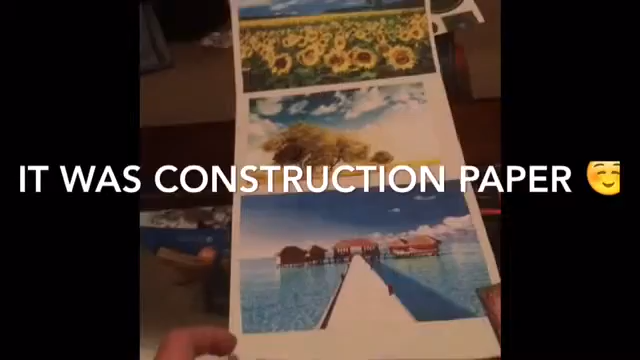 IT WAS CONSTRUCTION PAPER ☺️